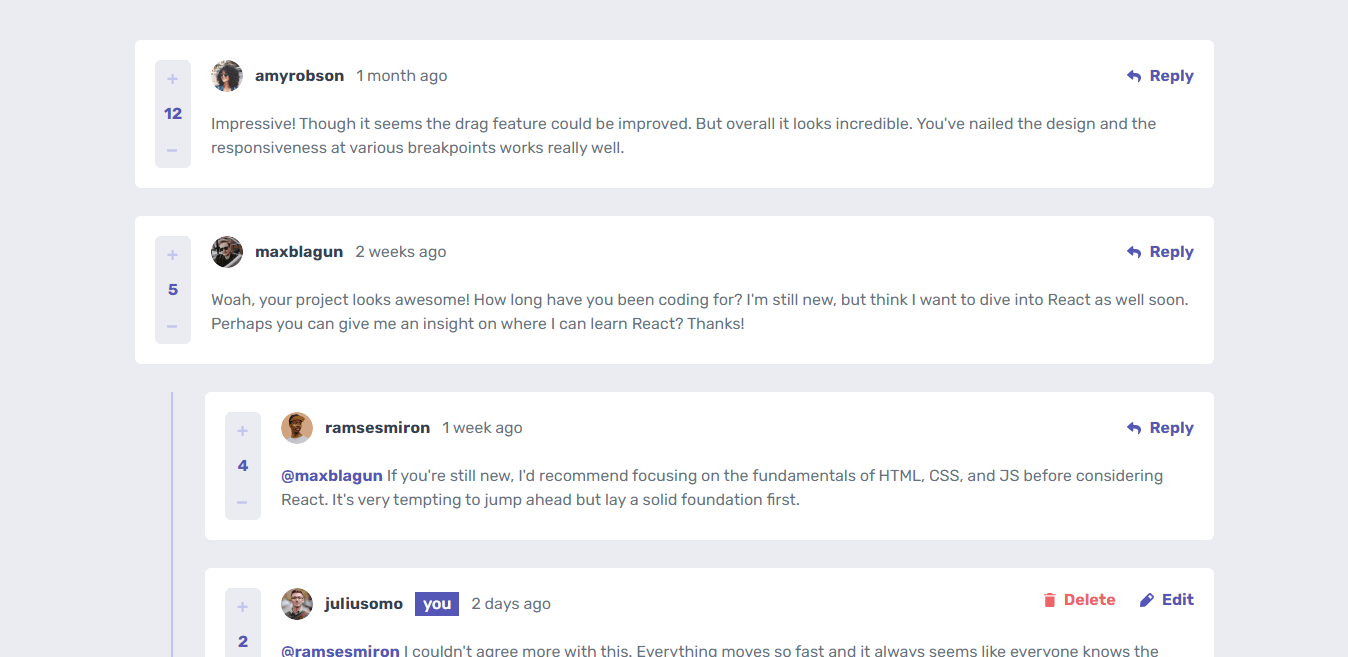 +
amyrobson 1 month ago Reply
12
Impressive! Though it seems the drag feature could be improved. But overall it looks incredible. You've nailed the design and the
responsiveness at various breakpoints works really well.
−
+
maxblagun 2 weeks ago Reply
5
Woah, your project looks awesome! How long have you been coding for? I'm still new, but think I want to dive into React as well soon.
Perhaps you can give me an insight on where I can learn React? Thanks!
−
+
ramsesmiron 1 week ago Reply
4
@maxblagun If you're still new, I'd recommend focusing on the fundamentals of HTML, CSS, and JS before considering
React. It's very tempting to jump ahead but lay a solid foundation first.
−
+
juliusomo you 2 days ago Delete Edit
2
@ramsesmiron I couldn't agree more with this. Everything moves so fast and it always seems like everyone knows the